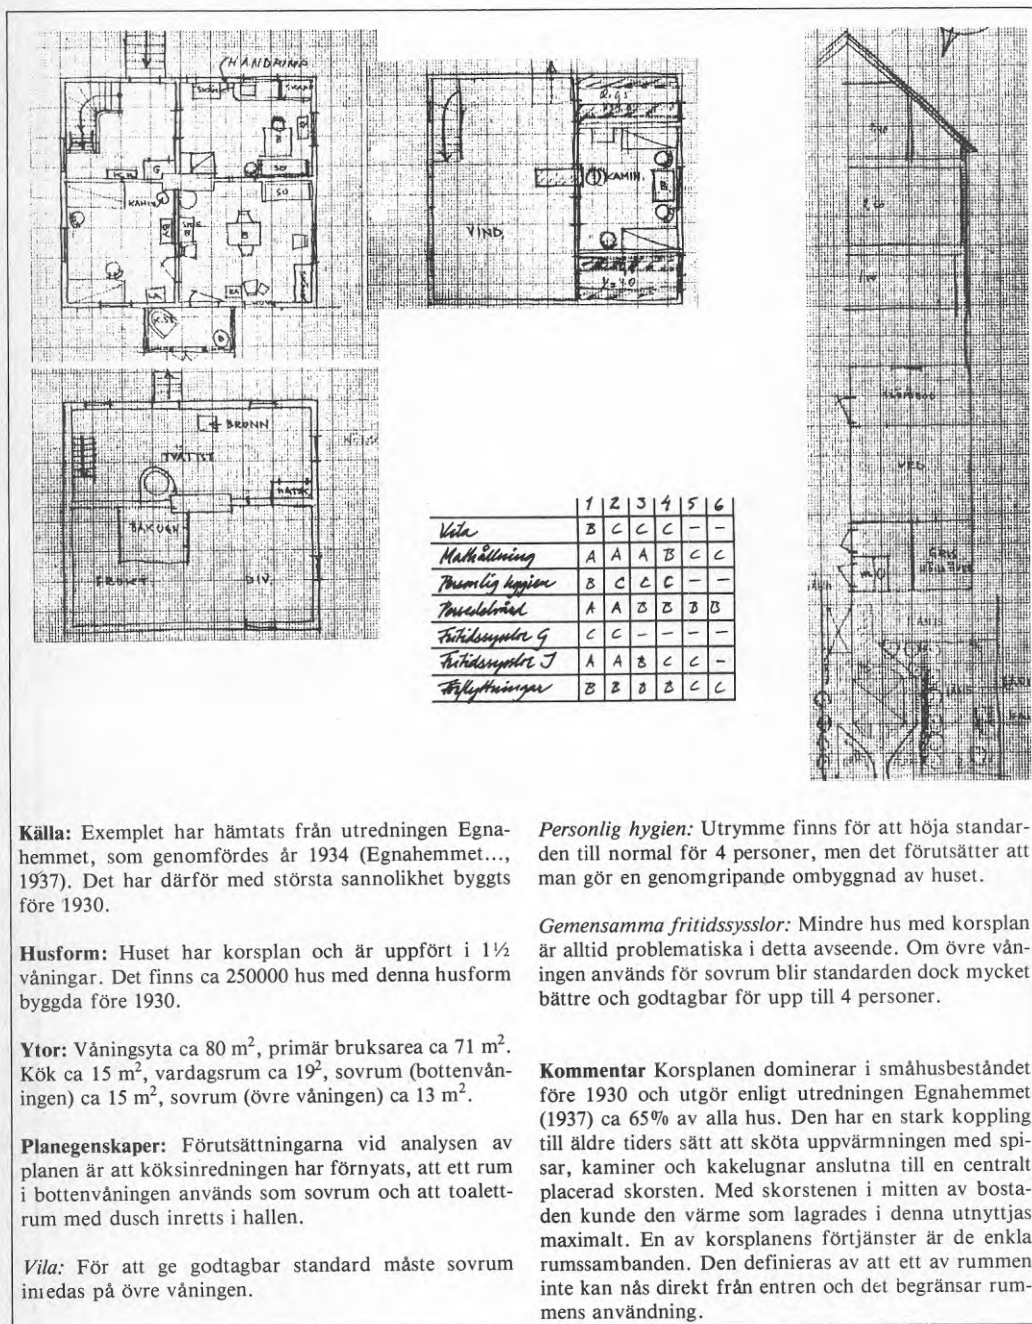 HANDRUM
SKAFF
KAMIN
SO
SO
B
G
VIND
KAMIN.
B
BRUNN
TVÄTTST
MATK
BAKUGN
FRUKT.
DIV.
VED
GRIS
1 2 3 4 5 6
Vila B C C C – –
Mathållning A A A B C C
Personlig hygien B C C C – –
Persedelvård A A B B B B
Fritidssysslor G C C – – – –
Fritidssysslor I A A B C C –
Förflyttningar B B B B C C
Källa: Exemplet har hämtats från utredningen Egna-
hemmet, som genomfördes år 1934 (Egnahemmet...,
1937). Det har därför med största sannolikhet byggts
före 1930.
Husform: Huset har korsplan och är uppfört i 1½
våningar. Det finns ca 250000 hus med denna husform
byggda före 1930.
Ytor: Våningsyta ca 80 m², primär bruksarea ca 71 m².
Kök ca 15 m², vardagsrum ca 19², sovrum (bottenvån-
ingen) ca 15 m², sovrum (övre våningen) ca 13 m².
Planegenskaper: Förutsättningarna vid analysen av
planen är att köksinredningen har förnyats, att ett rum
i bottenvåningen används som sovrum och att toalett-
rum med dusch inretts i hallen.
Vila: För att ge godtagbar standard måste sovrum
inredas på övre våningen.
Personlig hygien: Utrymme finns för att höja standar-
den till normal för 4 personer, men det förutsätter att
man gör en genomgripande ombyggnad av huset.
Gemensamma fritidssysslor: Mindre hus med korsplan
är alltid problematiska i detta avseende. Om övre vån-
ingen används för sovrum blir standarden dock mycket
bättre och godtagbar för upp till 4 personer.
Kommentar Korsplanen dominerar i småhusbeståndet
före 1930 och utgör enligt utredningen Egnahemmet
(1937) ca 65% av alla hus. Den har en stark koppling
till äldre tiders sätt att sköta uppvärmningen med spi-
sar, kaminer och kakelugnar anslutna till en centralt
placerad skorsten. Med skorstenen i mitten av bosta-
den kunde den värme som lagrades i denna utnyttjas
maximalt. En av korsplanens förtjänster är de enkla
rumssambanden. Den definieras av att ett av rummen
inte kan nås direkt från entren och det begränsar rum-
mens användning.